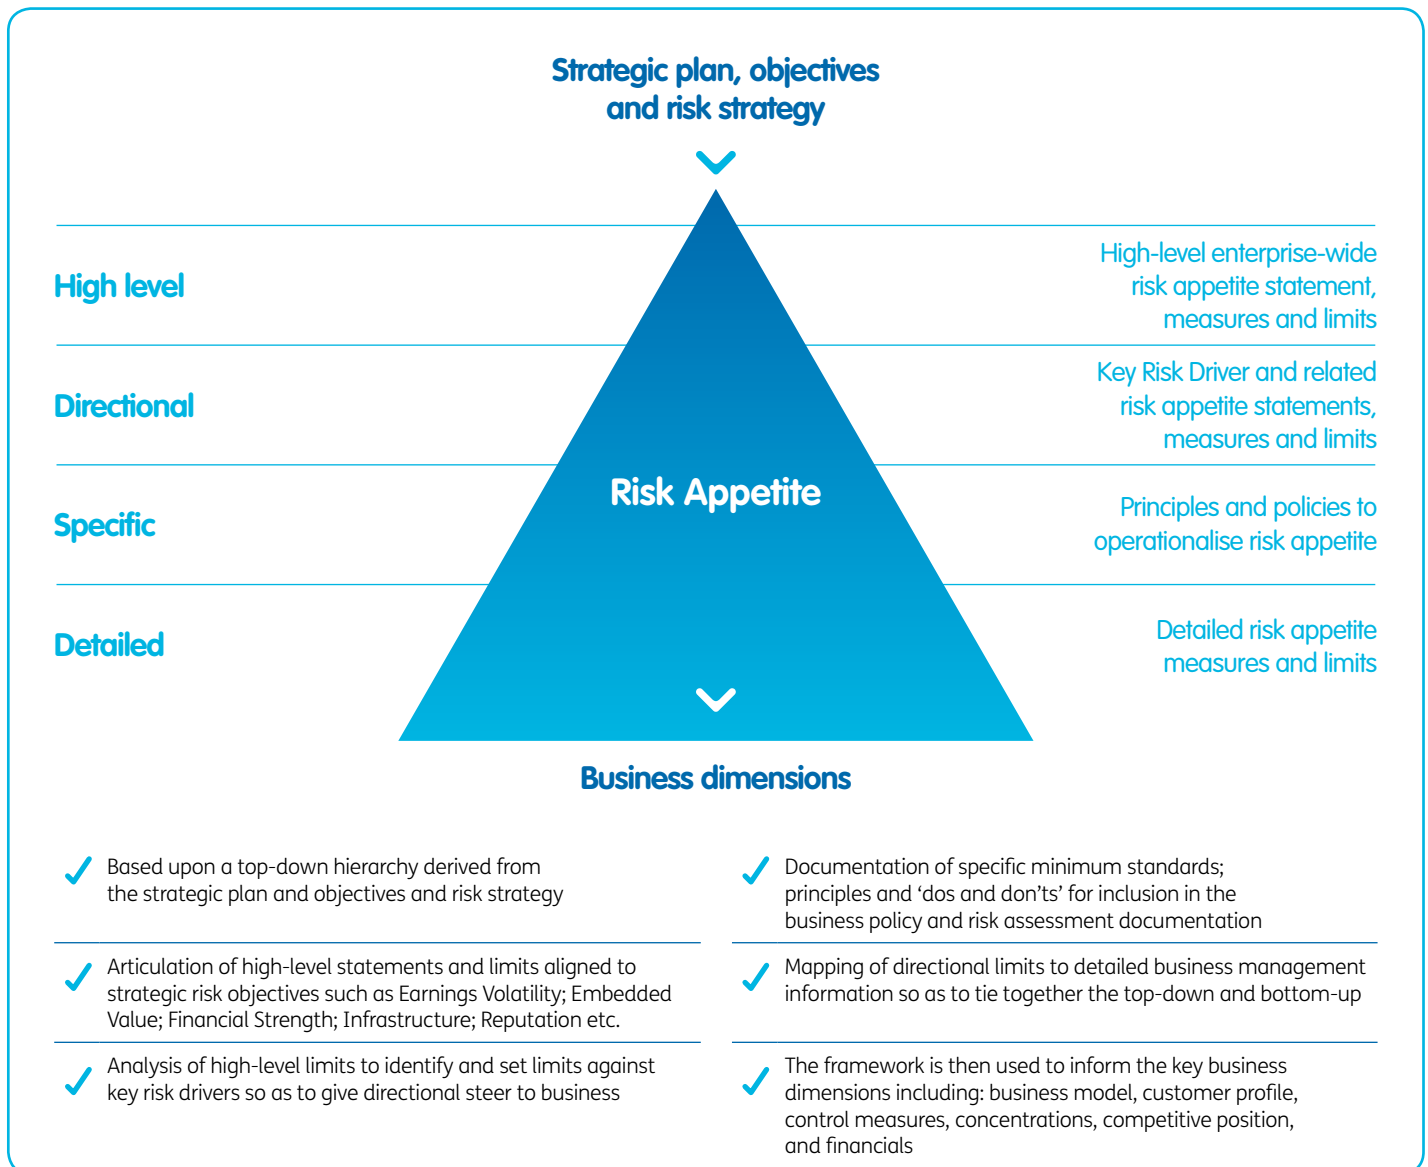 Strategic plan, objectives
and risk strategy
High level
High-level enterprise-wide
risk appetite statement,
measures and limits
Directional
Key Risk Driver and related
risk appetite statements,
measures and limits
Risk Appetite
Specific
Principles and policies to
operationalise risk appetite
Detailed
Detailed risk appetite
measures and limits
Business dimensions
Based upon a top-down hierarchy derived from
the strategic plan and objectives and risk strategy
Articulation of high-level statements and limits aligned to
strategic risk objectives such as Earnings Volatility; Embedded
Value; Financial Strength; Infrastructure; Reputation etc.
Analysis of high-level limits to identify and set limits against
key risk drivers so as to give directional steer to business
Documentation of specific minimum standards;
principles and ‘dos and don’ts’ for inclusion in the
business policy and risk assessment documentation
Mapping of directional limits to detailed business management
information so as to tie together the top-down and bottom-up
The framework is then used to inform the key business
dimensions including: business model, customer profile,
control measures, concentrations, competitive position,
and financials